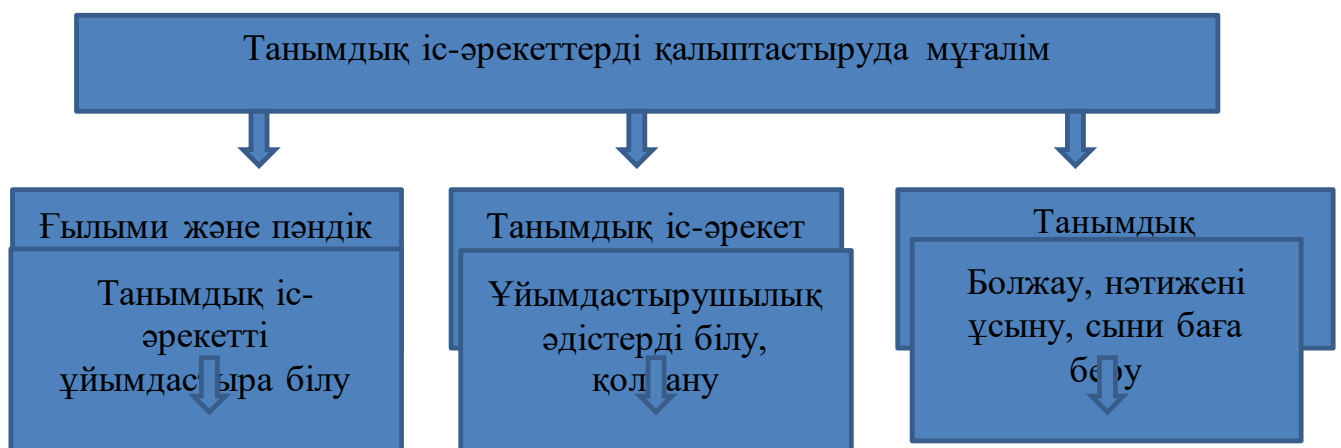 Танымдық іс-әрекеттерді қалыптастыруда мұғалім
Ғылыми және пәндік
Танымдық іс-
әрекетті
ұйымдастыра білу
Танымдық іс-әрекет
Ұйымдастырушылық
әдістерді білу,
қолдану
Танымдық
Болжау, нәтижені
ұсыну, сыни баға
беру